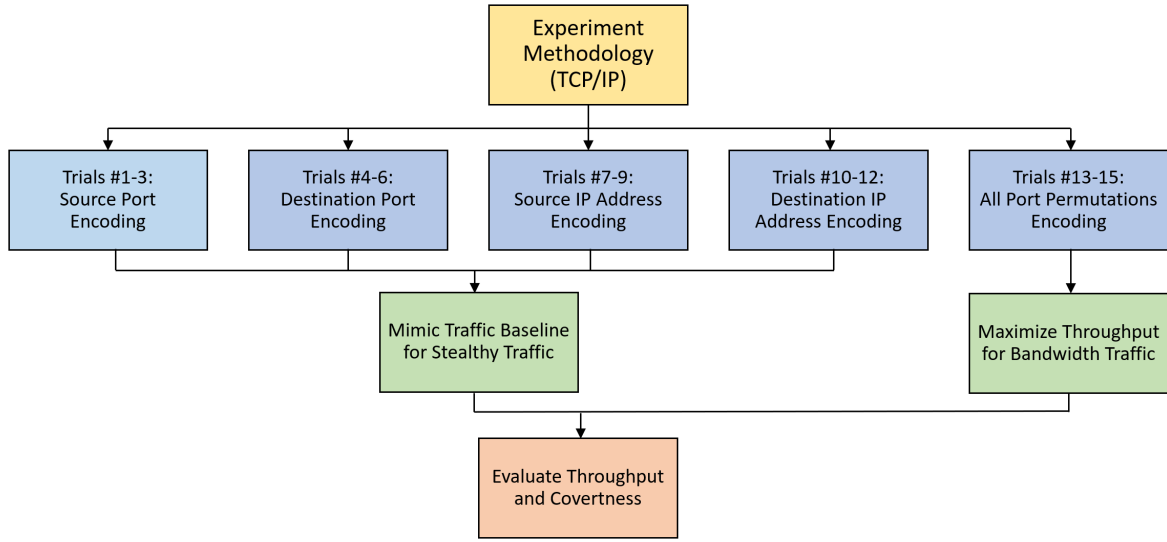 Experiment
Methodology
(TCP/IP)
Trials #1-3:
Source Port
Encoding
Trials #4-6:
Destination Port
Encoding
Trials #7-9:
Source IP Address
Encoding
Trials #10-12:
Destination IP
Address Encoding
Trials #13-15:
All Port Permutations
Encoding
Mimic Traffic Baseline
for Stealthy Traffic
Maximize Throughput
for Bandwidth Traffic
Evaluate Throughput
and Covertness